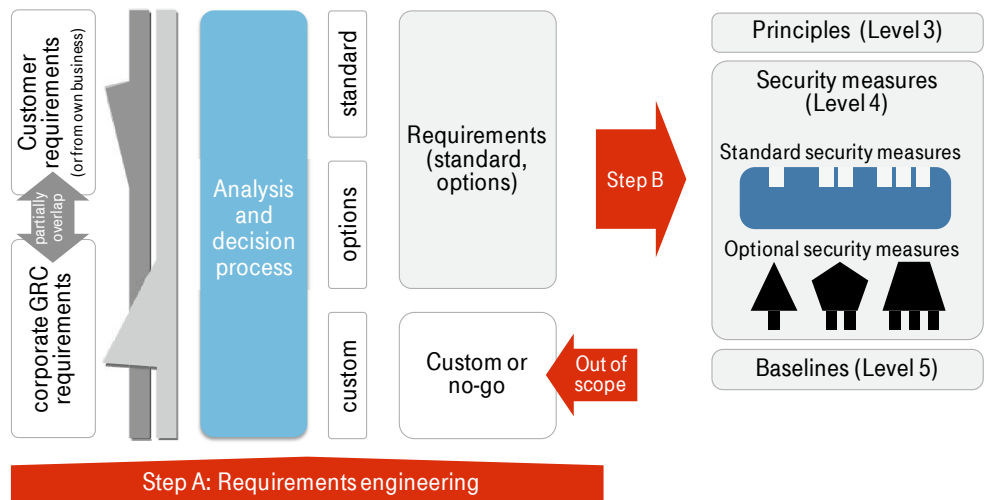 Customer
requirements
(or from own business)
partially
overlap
corporate GRC
requirements
Analysis
and
decision
process
standard
options
custom
Requirements
(standard,
options)
Custom or
no-go
Out of
scope
Step B
Principles (Level 3)
Security measures
(Level 4)
Standard security measures
Optional security measures
Baselines (Level 5)
Step A: Requirements engineering